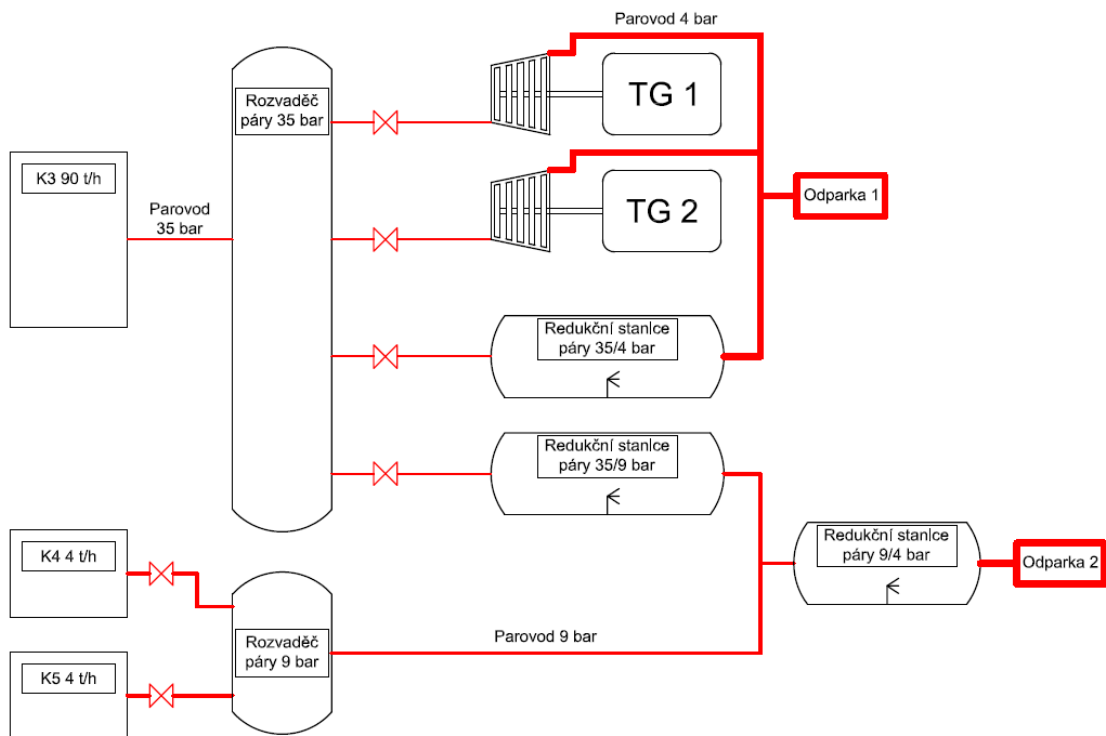 Parovod 4 bar
Rozvaděč
páry 35 bar
TG 1
K3 90 t/h
Parovod
35 bar
TG 2
Odparka 1
Redukční stanice
páry 35/4 bar
Redukční stanice
páry 35/9 bar
K4 4 t/h
Redukční stanice
páry 9/4 bar
Odparka 2
Rozvaděč
páry 9 bar
Parovod 9 bar
K5 4 t/h